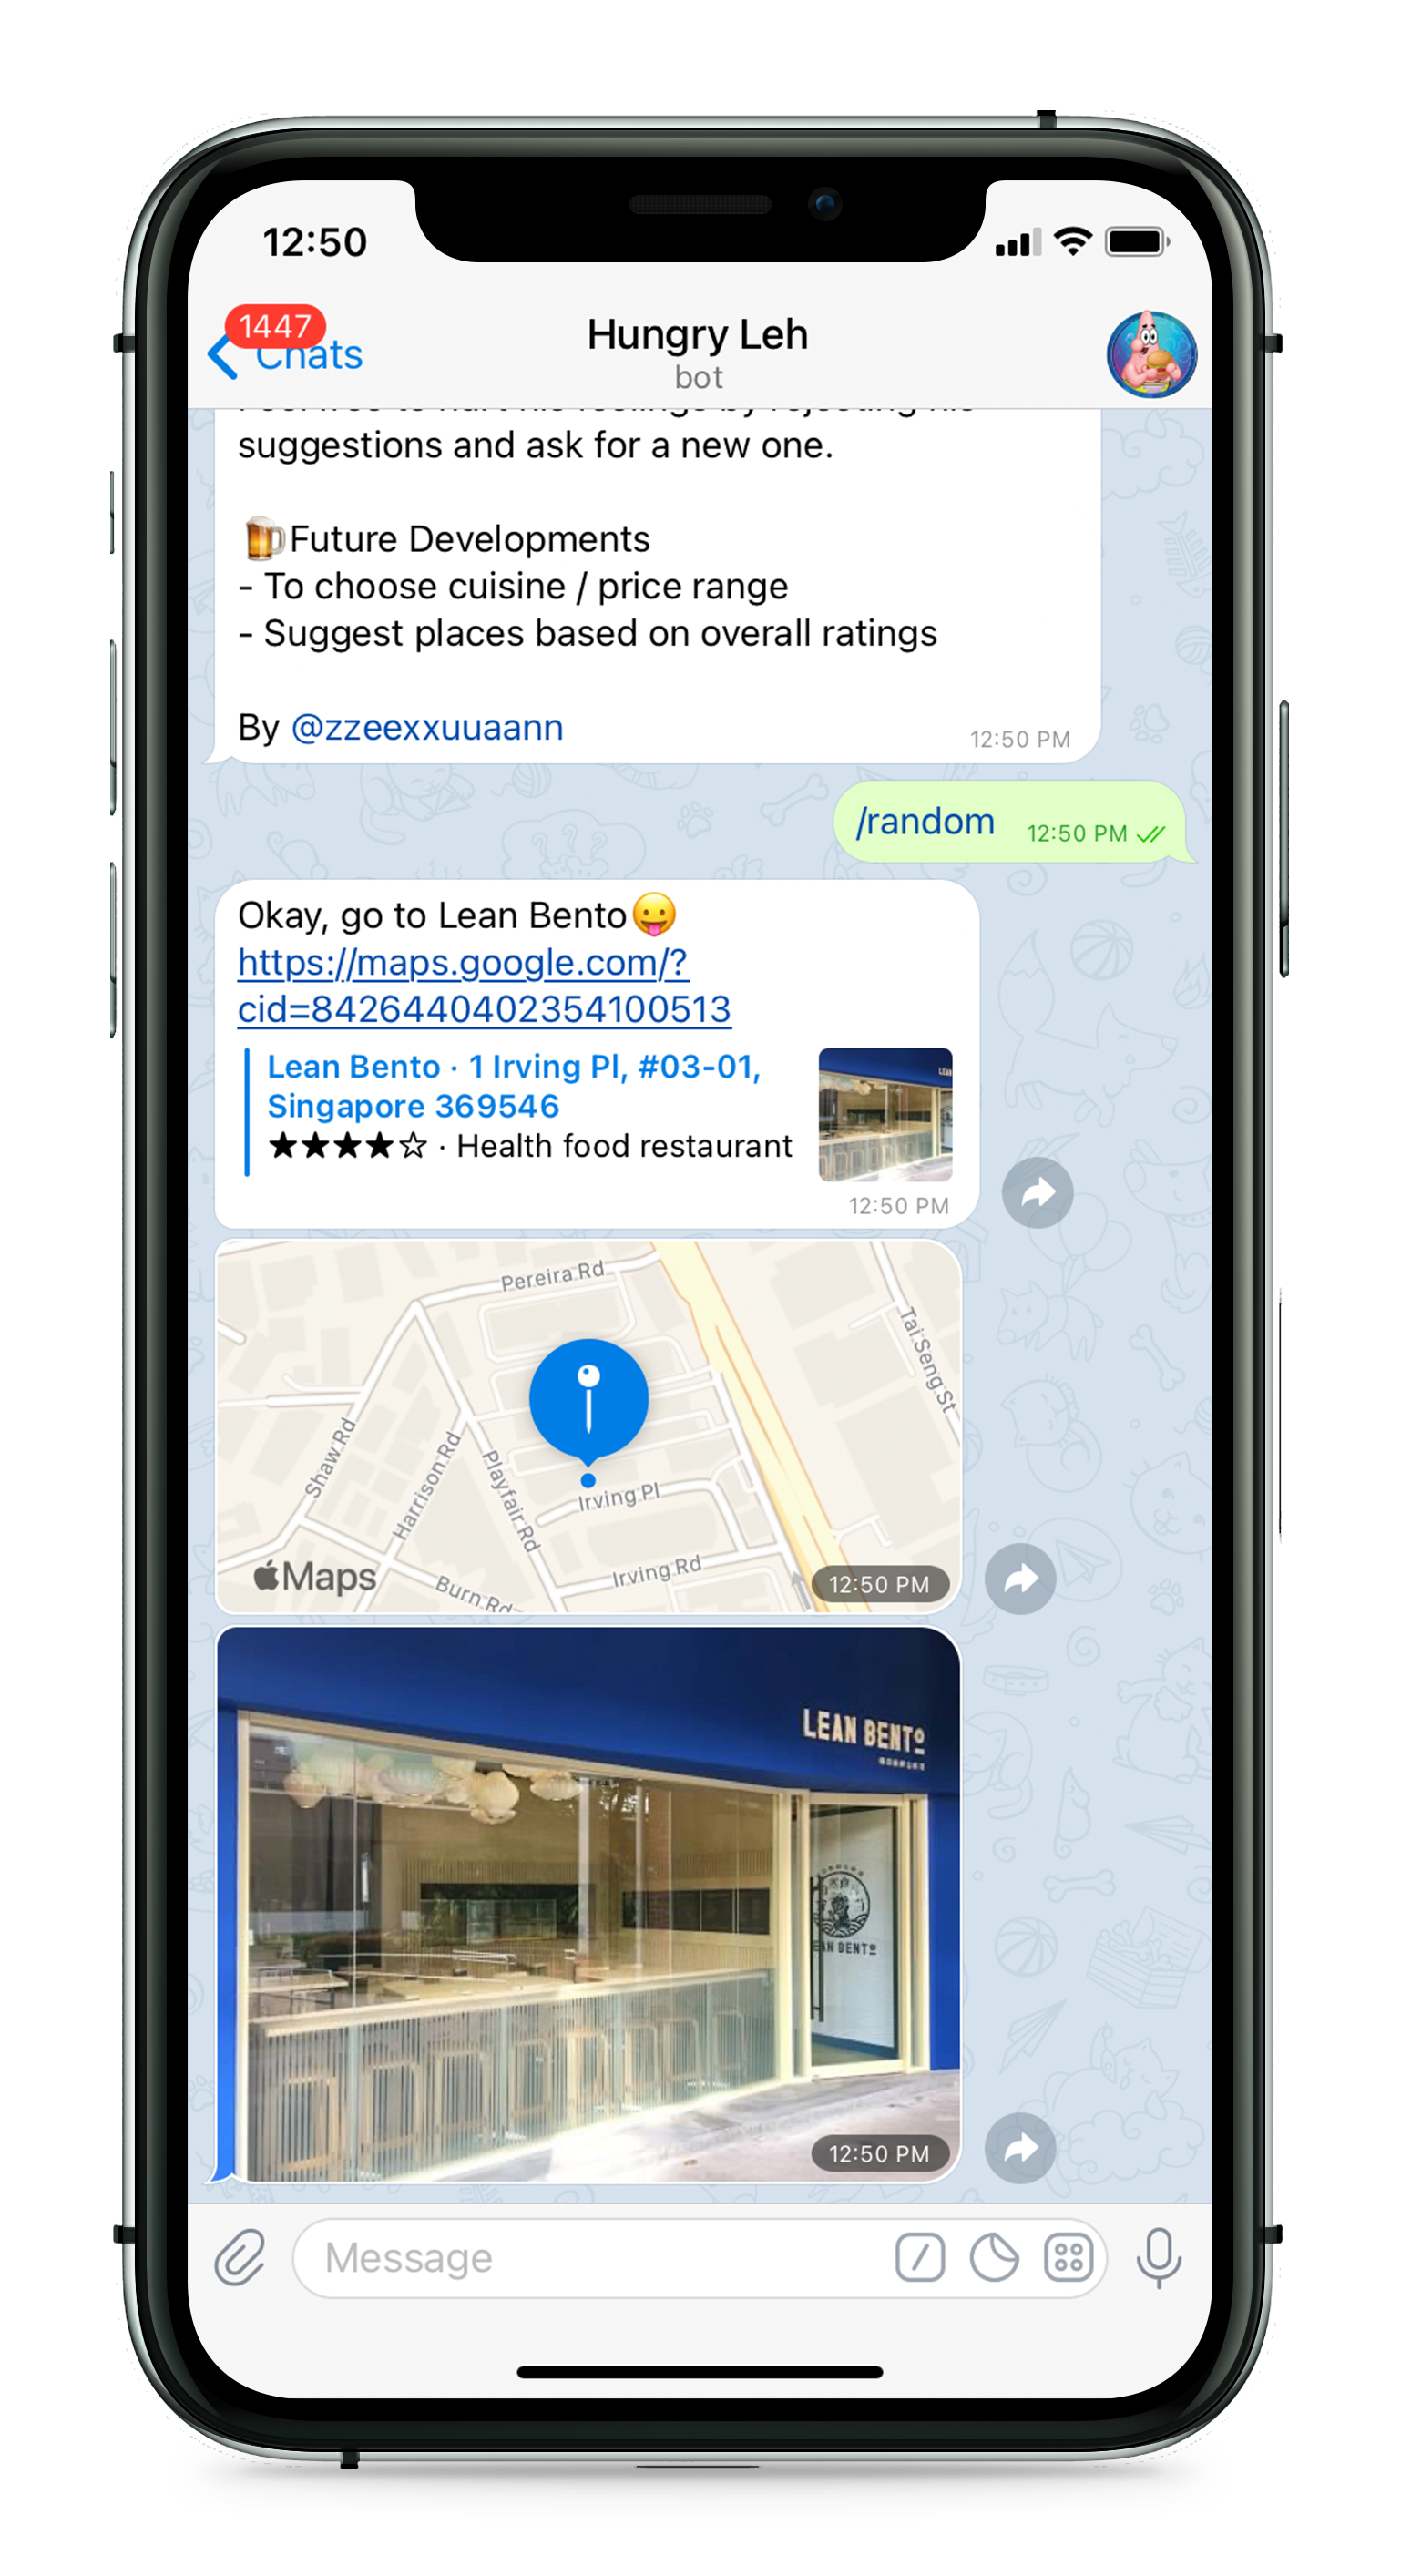 12:50
1447
Chats
Hungry Leh
bot
suggestions and ask for a new one.
🍺Future Developments
- To choose cuisine / price range
- Suggest places based on overall ratings
By @zzeexxuuaann
12:50 PM
/random 12:50 PM
Okay, go to Lean Bento😛
https://maps.google.com/?
cid=8426440402354100513
Lean Bento · 1 Irving Pl, #03-01,
Singapore 369546
★★★★☆ · Health food restaurant
12:50 PM
Pereira Rd
Tai Seng St
Shaw Rd
Harrison Rd
Playfair Rd
Irving Pl
Irving Rd
Burn Rd
Maps
12:50 PM
LEAN BENTO
LEAN BENTO
12:50 PM
Message